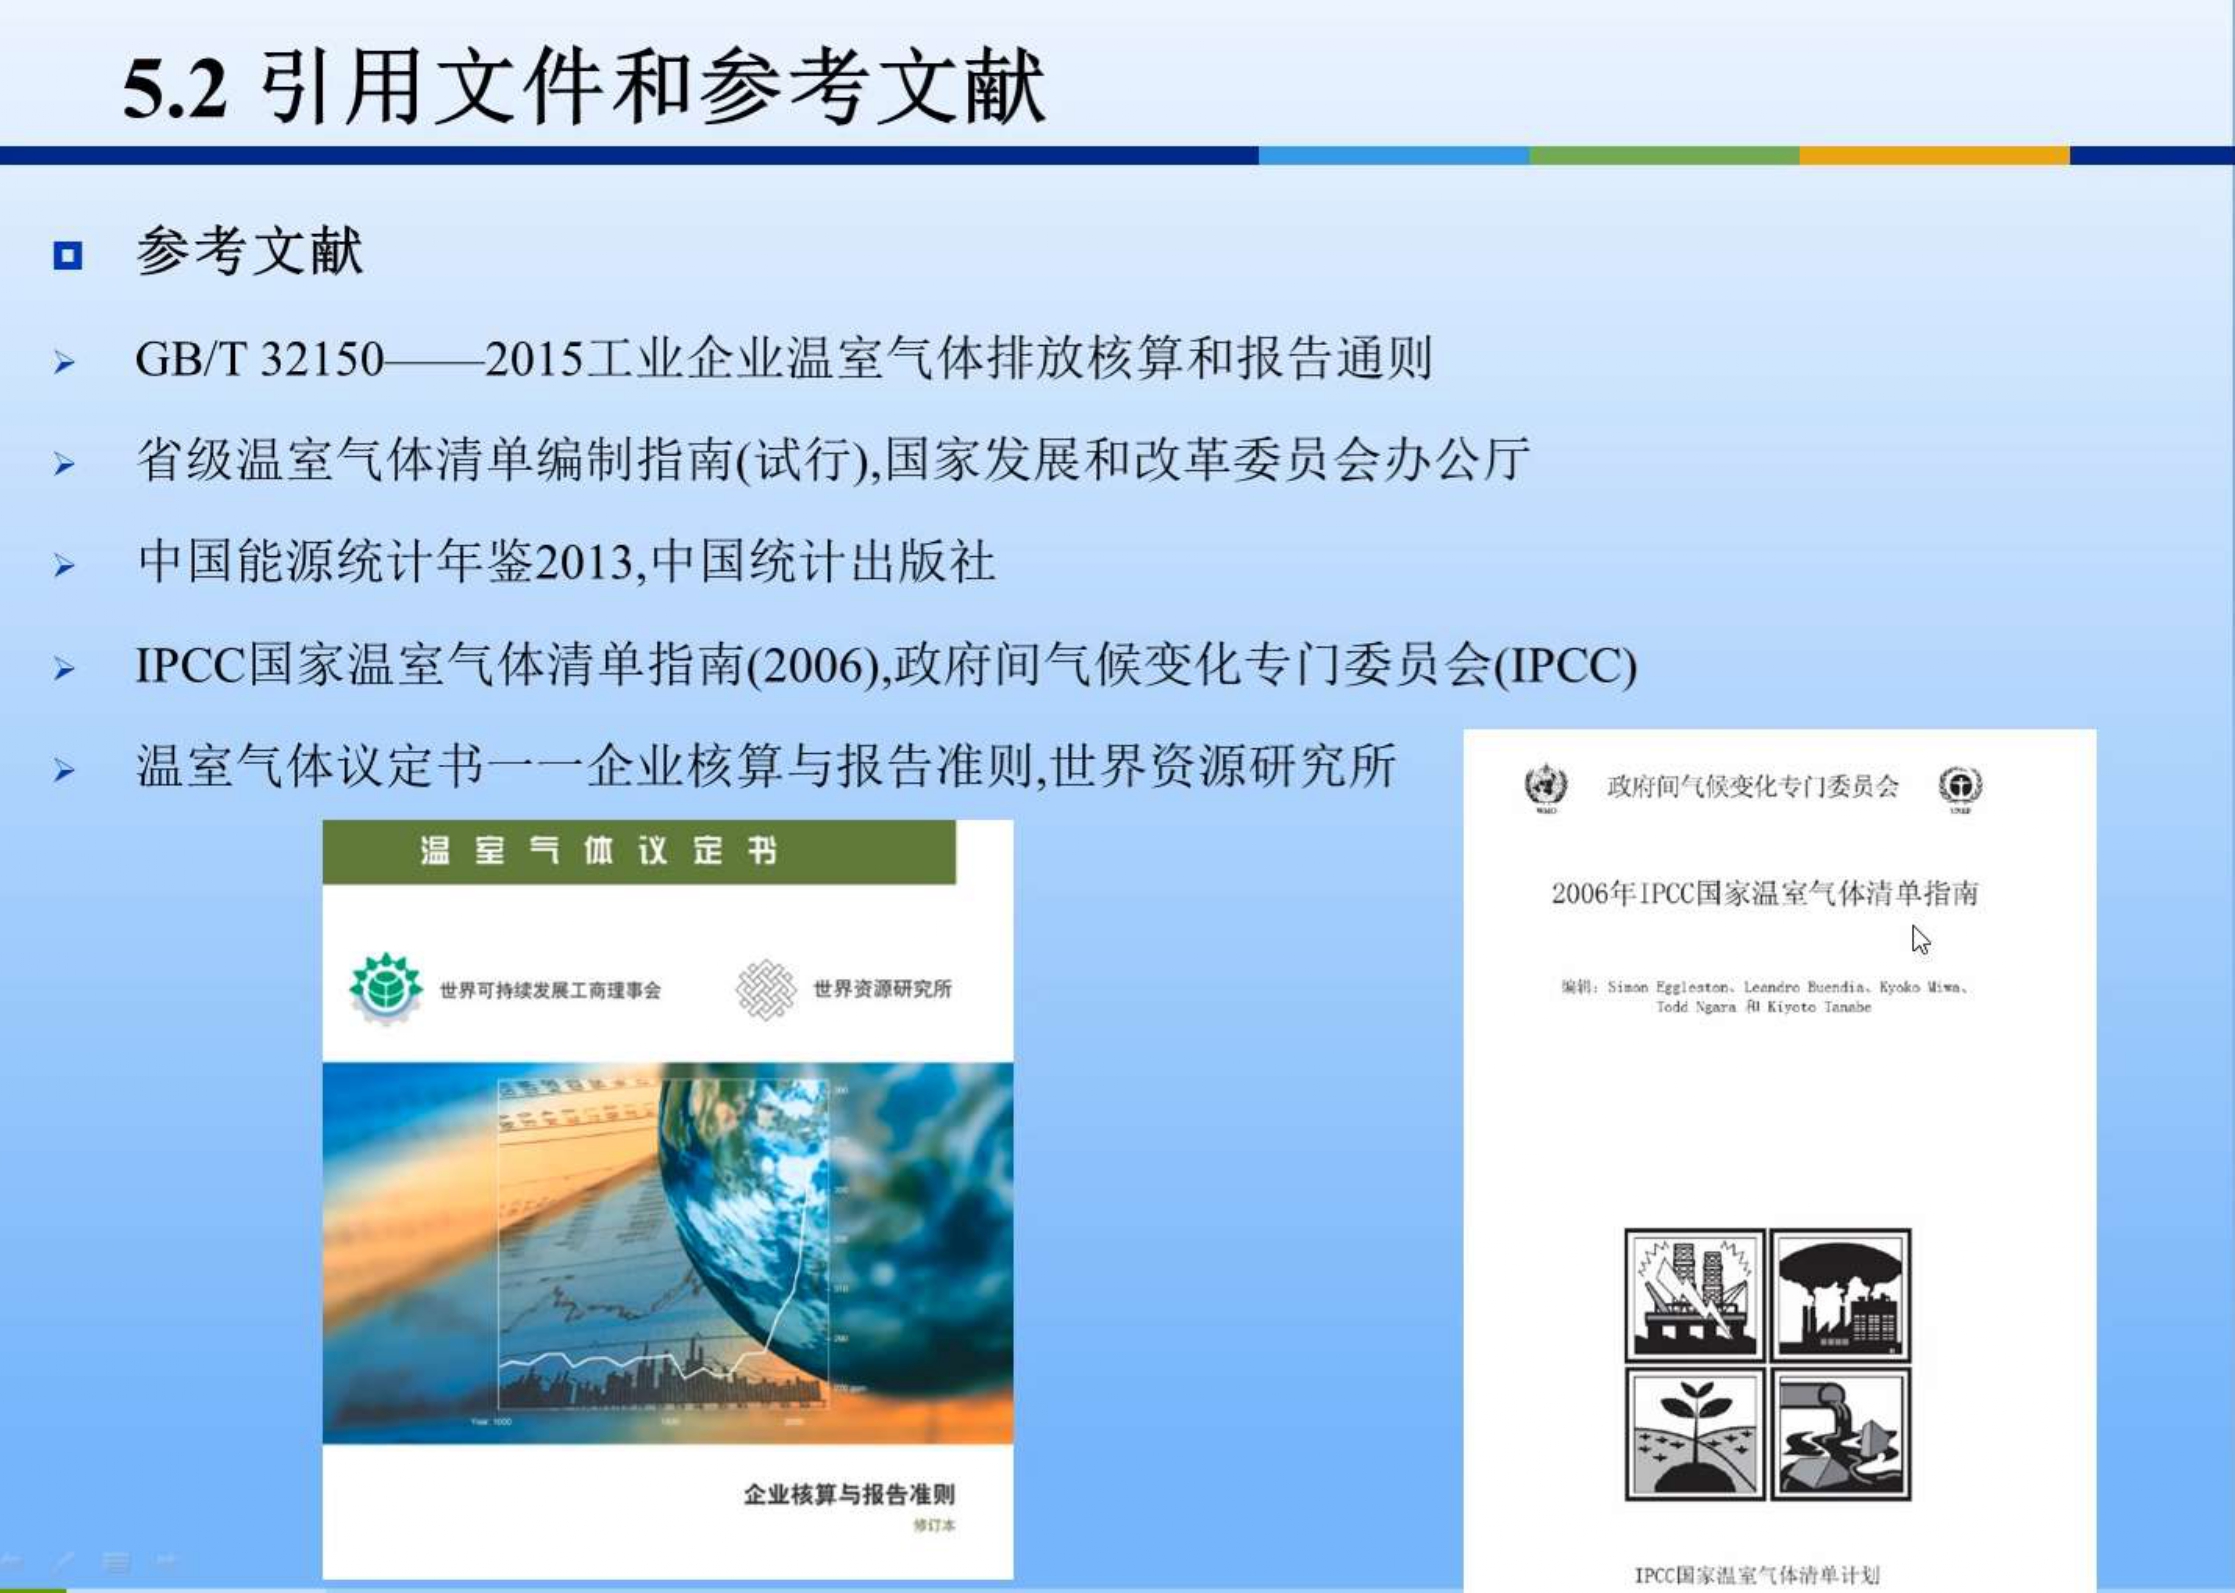 5.2 引用文件和参考文献
参考文献
GB/T 32150——2015工业企业温室气体排放核算和报告通则
省级温室气体清单编制指南(试行),国家发展和改革委员会办公厅
中国能源统计年鉴2013,中国统计出版社
IPCC国家温室气体清单指南(2006),政府间气候变化专门委员会(IPCC)
温室气体议定书一一企业核算与报告准则,世界资源研究所
温室气体议定书
世界可持续发展工商理事会
世界资源研究所
企业核算与报告准则
修订本
政府间气候变化专门委员会
WMO
UNEP
2006年IPCC国家温室气体清单指南
编辑: Simon Eggleston、Leandro Buendia、Kyoko Miwa、
Todd Ngara 和 Kiyoto Tanabe
IPCC国家温室气体清单计划